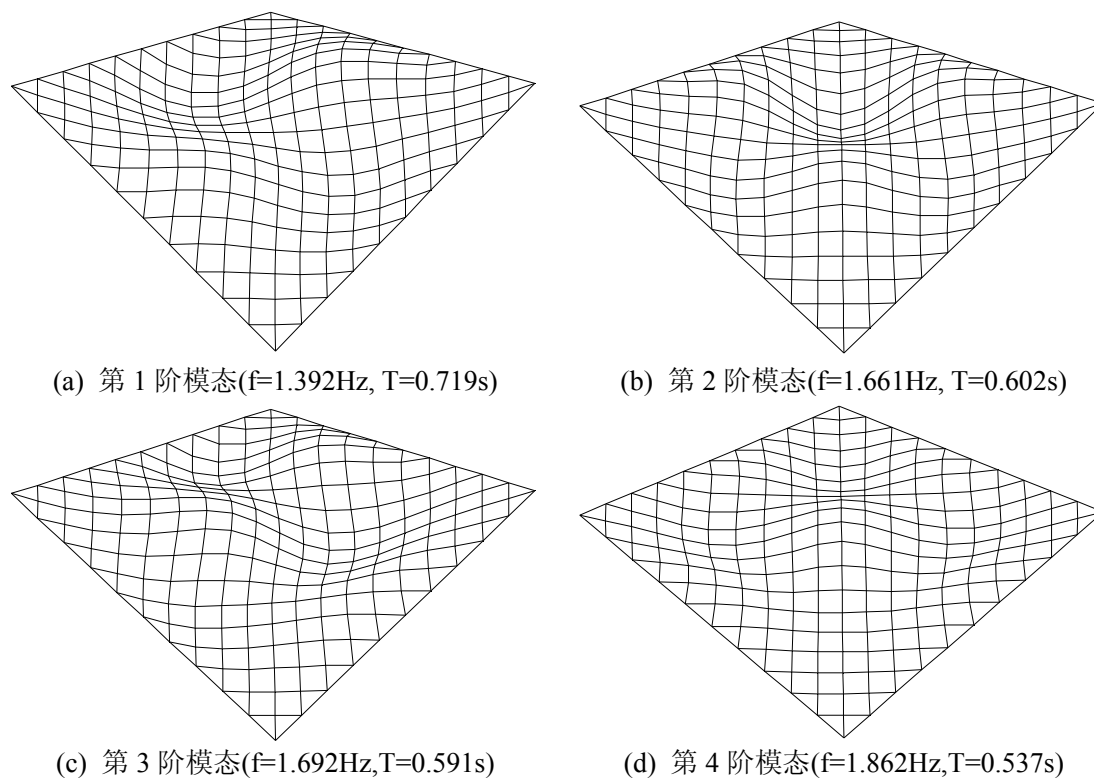 (a) 第 1 阶模态(f=1.392Hz, T=0.719s)
(b) 第 2 阶模态(f=1.661Hz, T=0.602s)
(c) 第 3 阶模态(f=1.692Hz,T=0.591s)
(d) 第 4 阶模态(f=1.862Hz,T=0.537s)